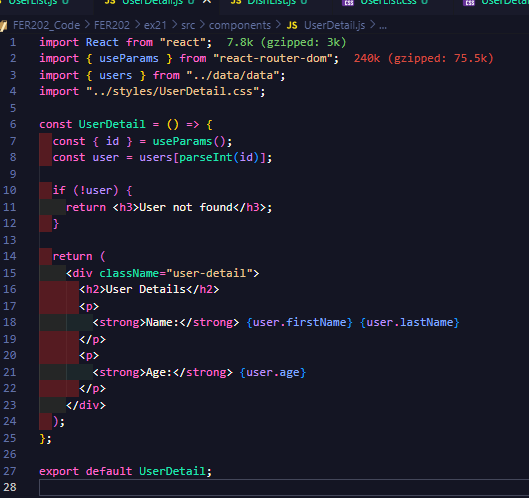 UserList.js U UserDetail.js U DishList.js U UserList.css U
FER202_Code > FER202 > ex21 > src > components > UserDetail.js > ...
1 import React from "react"; 7.8k (gzipped: 3k)
2 import { useParams } from "react-router-dom"; 240k (gzipped: 75.5k)
3 import { users } from "../data/data";
4 import "../styles/UserDetail.css";
5
6 const UserDetail = () => {
7 const { id } = useParams();
8 const user = users[parseInt(id)];
9
10 if (!user) {
11 return <h3>User not found</h3>;
12 }
13
14 return (
15 <div className="user-detail">
16 <h2>User Details</h2>
17 <p>
18 <strong>Name:</strong> {user.firstName} {user.lastName}
19 </p>
20 <p>
21 <strong>Age:</strong> {user.age}
22 </p>
23 </div>
24 );
25 };
26
27 export default UserDetail;
28